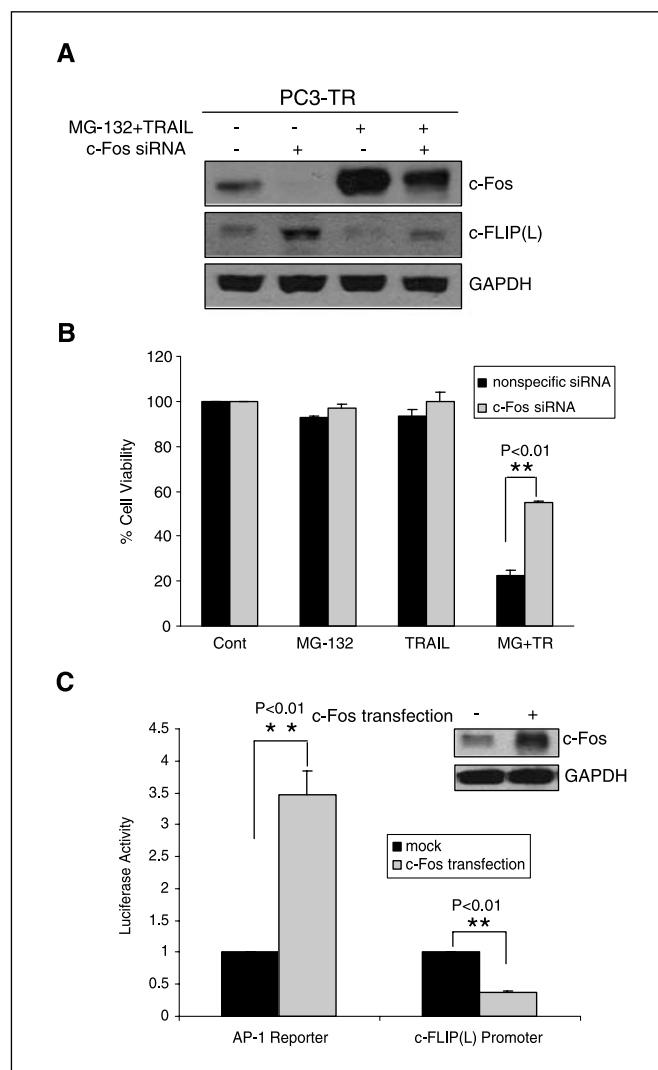 A
PC3-TR
MG-132+TRAIL - - + +
c-Fos siRNA - + - +
c-Fos
c-FLIP(L)
GAPDH
B
120
100
80
60
40
20
0
% Cell Viability
nonspecific siRNA
c-Fos siRNA
P<0.01
**
Cont MG-132 TRAIL MG+TR
C
4.5
4
3.5
3
2.5
2
1.5
1
0.5
0
Luciferase Activity
P<0.01
* *
c-Fos transfection - +
c-Fos
GAPDH
mock
c-Fos transfection
P<0.01
**
AP-1 Reporter c-FLIP(L) Promoter